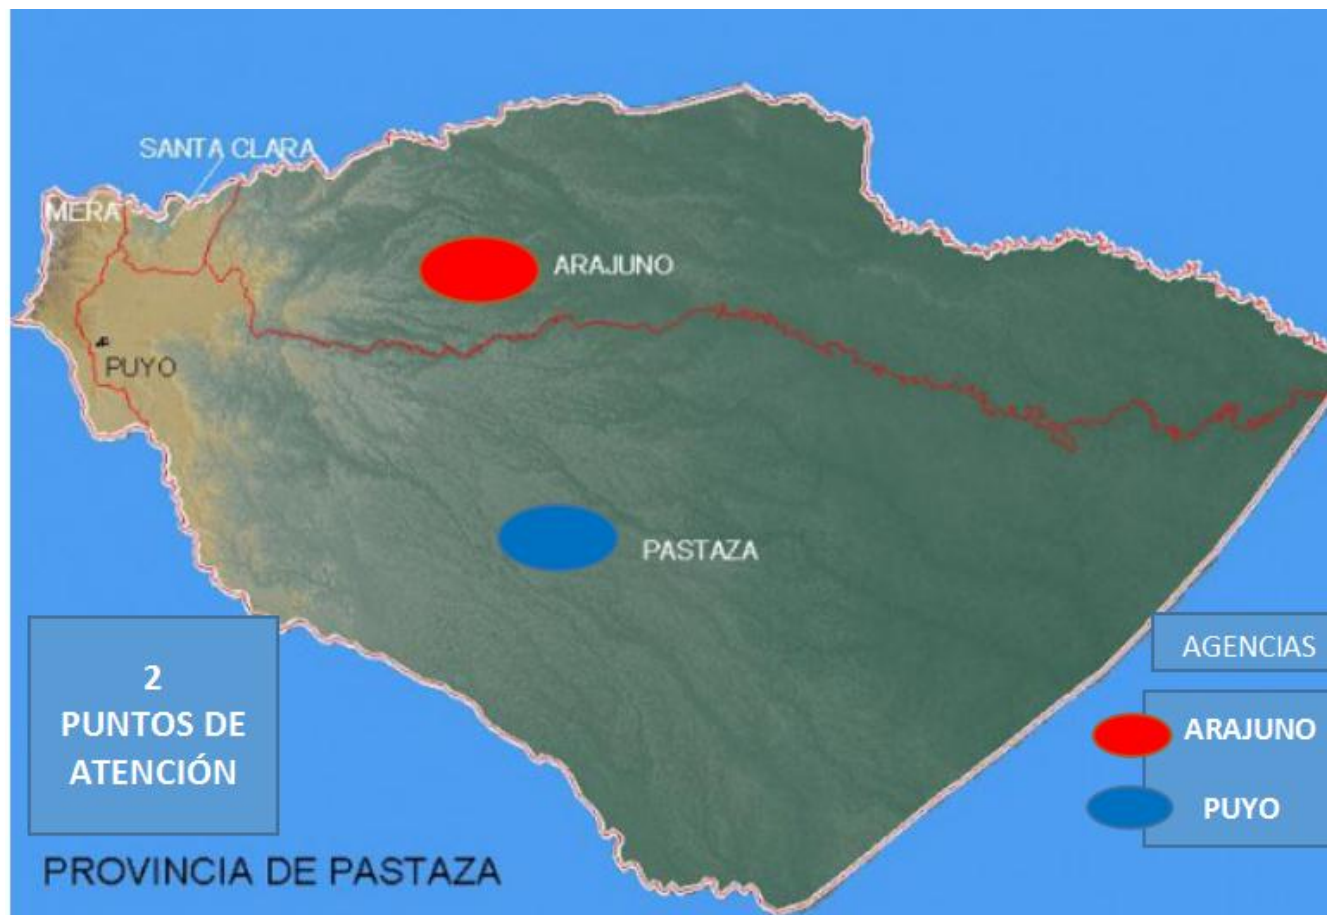 SANTA CLARA
MERA
ARAJUNO
PUYO
PASTAZA
2
PUNTOS DE
ATENCIÓN
AGENCIAS
ARAJUNO
PUYO
PROVINCIA DE PASTAZA